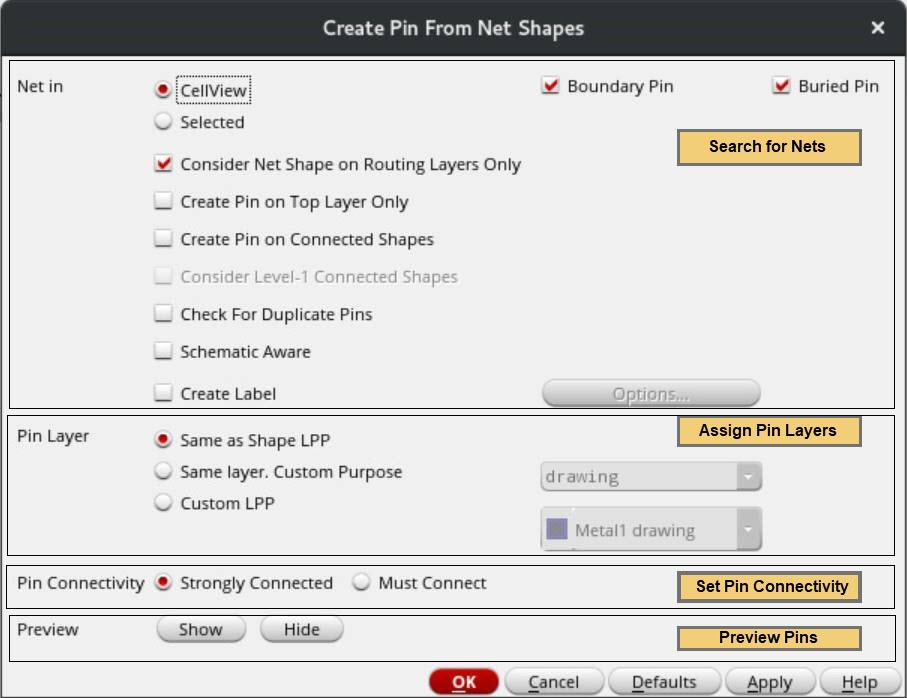 Create Pin From Net Shapes
Net in
CellView
Boundary Pin
Buried Pin
Selected
Search for Nets
Consider Net Shape on Routing Layers Only
Create Pin on Top Layer Only
Create Pin on Connected Shapes
Consider Level-1 Connected Shapes
Check For Duplicate Pins
Schematic Aware
Create Label
Options...
Pin Layer
Same as Shape LPP
Assign Pin Layers
Same layer. Custom Purpose
drawing
Custom LPP
Metal1 drawing
Pin Connectivity
Strongly Connected
Must Connect
Set Pin Connectivity
Preview
Show
Hide
Preview Pins
OK
Cancel
Defaults
Apply
Help